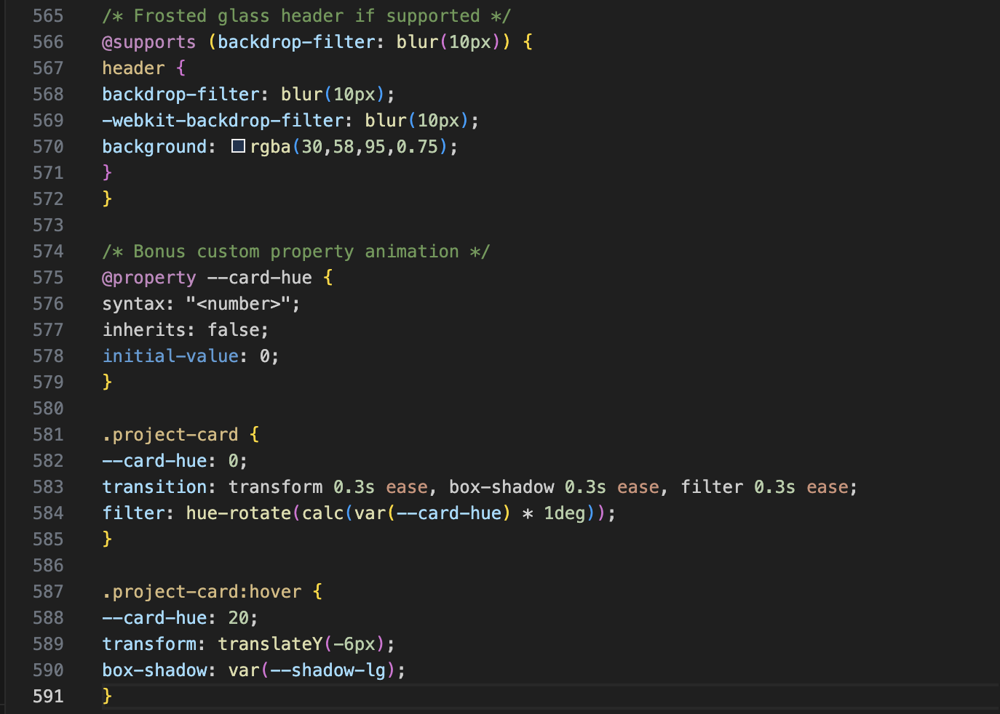 565 /* Frosted glass header if supported */
566 @supports (backdrop-filter: blur(10px)) {
567 header {
568 backdrop-filter: blur(10px);
569 -webkit-backdrop-filter: blur(10px);
570 background: rgba(30,58,95,0.75);
571 }
572 }
573
574 /* Bonus custom property animation */
575 @property --card-hue {
576 syntax: "<number>";
577 inherits: false;
578 initial-value: 0;
579 }
580
581 .project-card {
582 --card-hue: 0;
583 transition: transform 0.3s ease, box-shadow 0.3s ease, filter 0.3s ease;
584 filter: hue-rotate(calc(var(--card-hue) * 1deg));
585 }
586
587 .project-card:hover {
588 --card-hue: 20;
589 transform: translateY(-6px);
590 box-shadow: var(--shadow-lg);
591 }